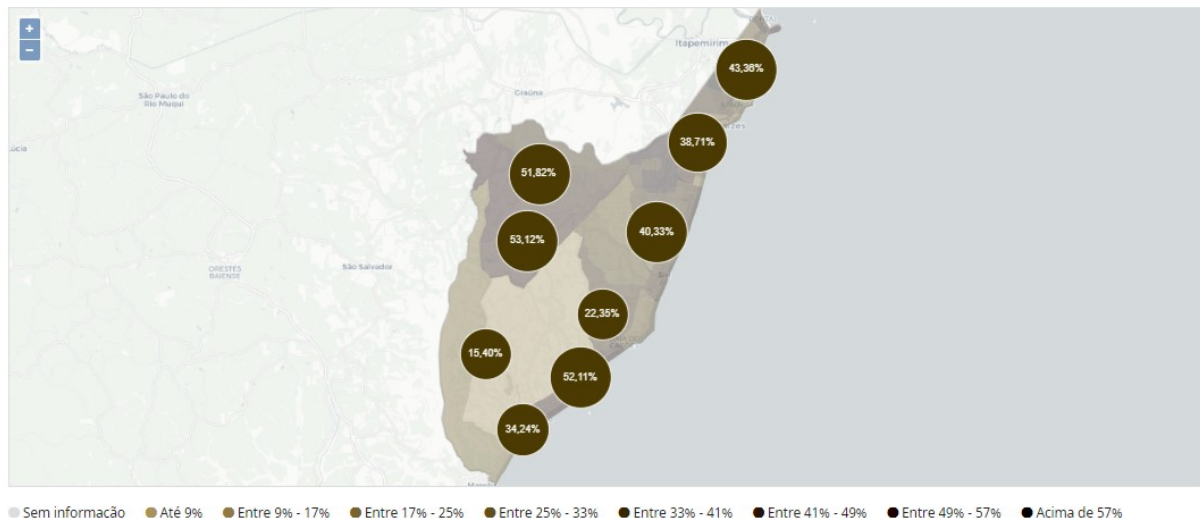 +
−
Itapemirim
43,36%
São Paulo do
Rio Muqui
Graúna
38,71%
51,82%
53,12%
40,33%
ORESTES
BAIENSE
São Salvador
22,35%
15,40%
52,11%
34,24%
Sem informação Até 9% Entre 9% - 17% Entre 17% - 25% Entre 25% - 33% Entre 33% - 41% Entre 41% - 49% Entre 49% - 57% Acima de 57%